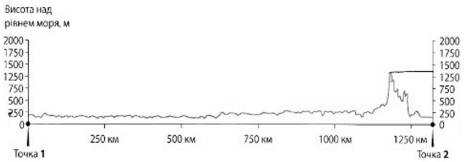 Висота над
рівнем моря, м
2000 2000
1750 1750
1500 1500
1250 1250
1000 1000
750 750
500 500
250 250
0 0
250 км 500 км 750 км 1000 км 1250 км
Точка 1 Точка 2